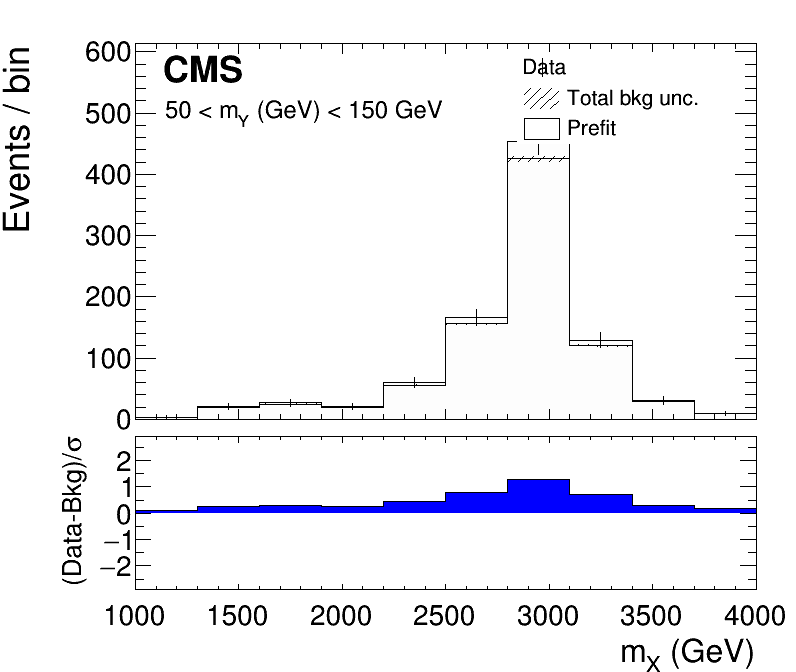 Events / bin
600
500
400
300
200
100
0
CMS
50 < m_Y (GeV) < 150 GeV
Data
Total bkg unc.
Prefit
(Data-Bkg)/σ
2
1
0
−1
−2
1000 1500 2000 2500 3000 3500 4000
m_X (GeV)